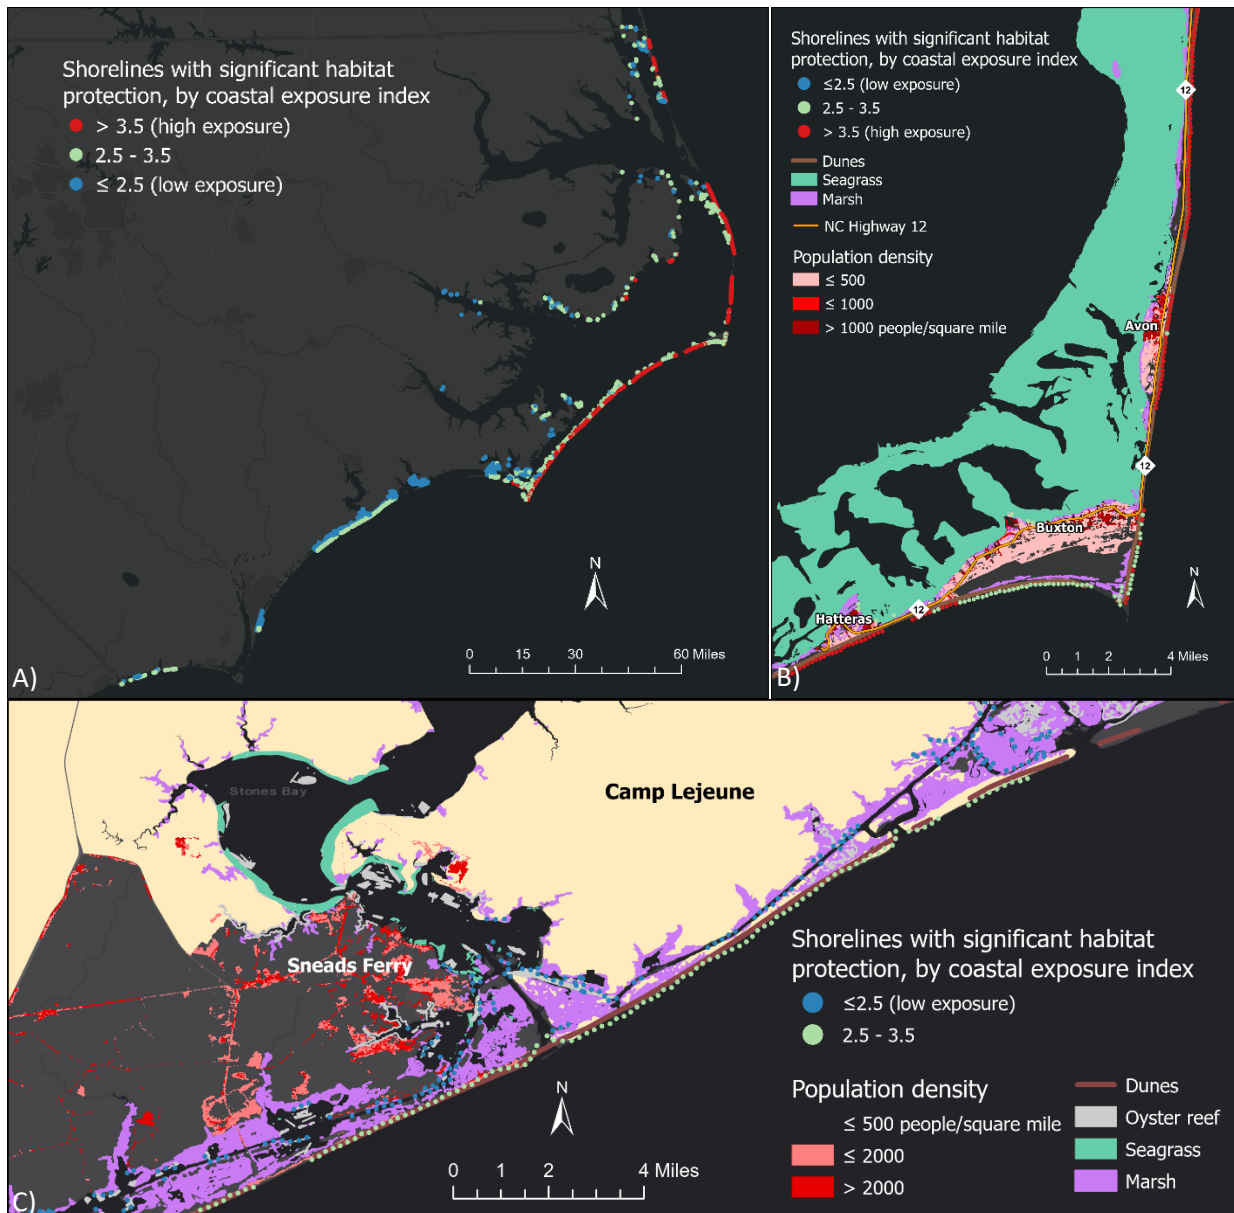 Shorelines with significant habitat
protection, by coastal exposure index
> 3.5 (high exposure)
2.5 - 3.5
≤ 2.5 (low exposure)
N
0 15 30 60 Miles
A)
Shorelines with significant habitat
protection, by coastal exposure index
≤2.5 (low exposure)
2.5 - 3.5
> 3.5 (high exposure)
Dunes
Seagrass
Marsh
NC Highway 12
Population density
≤ 500
≤ 1000
> 1000 people/square mile
12
Avon
12
Buxton
Hatteras
12
N
0 1 2 4 Miles
B)
Stones Bay
Camp Lejeune
Sneads Ferry
Shorelines with significant habitat
protection, by coastal exposure index
≤2.5 (low exposure)
2.5 - 3.5
Population density
≤ 500 people/square mile
≤ 2000
> 2000
Dunes
Oyster reef
Seagrass
Marsh
N
0 1 2 4 Miles
C)